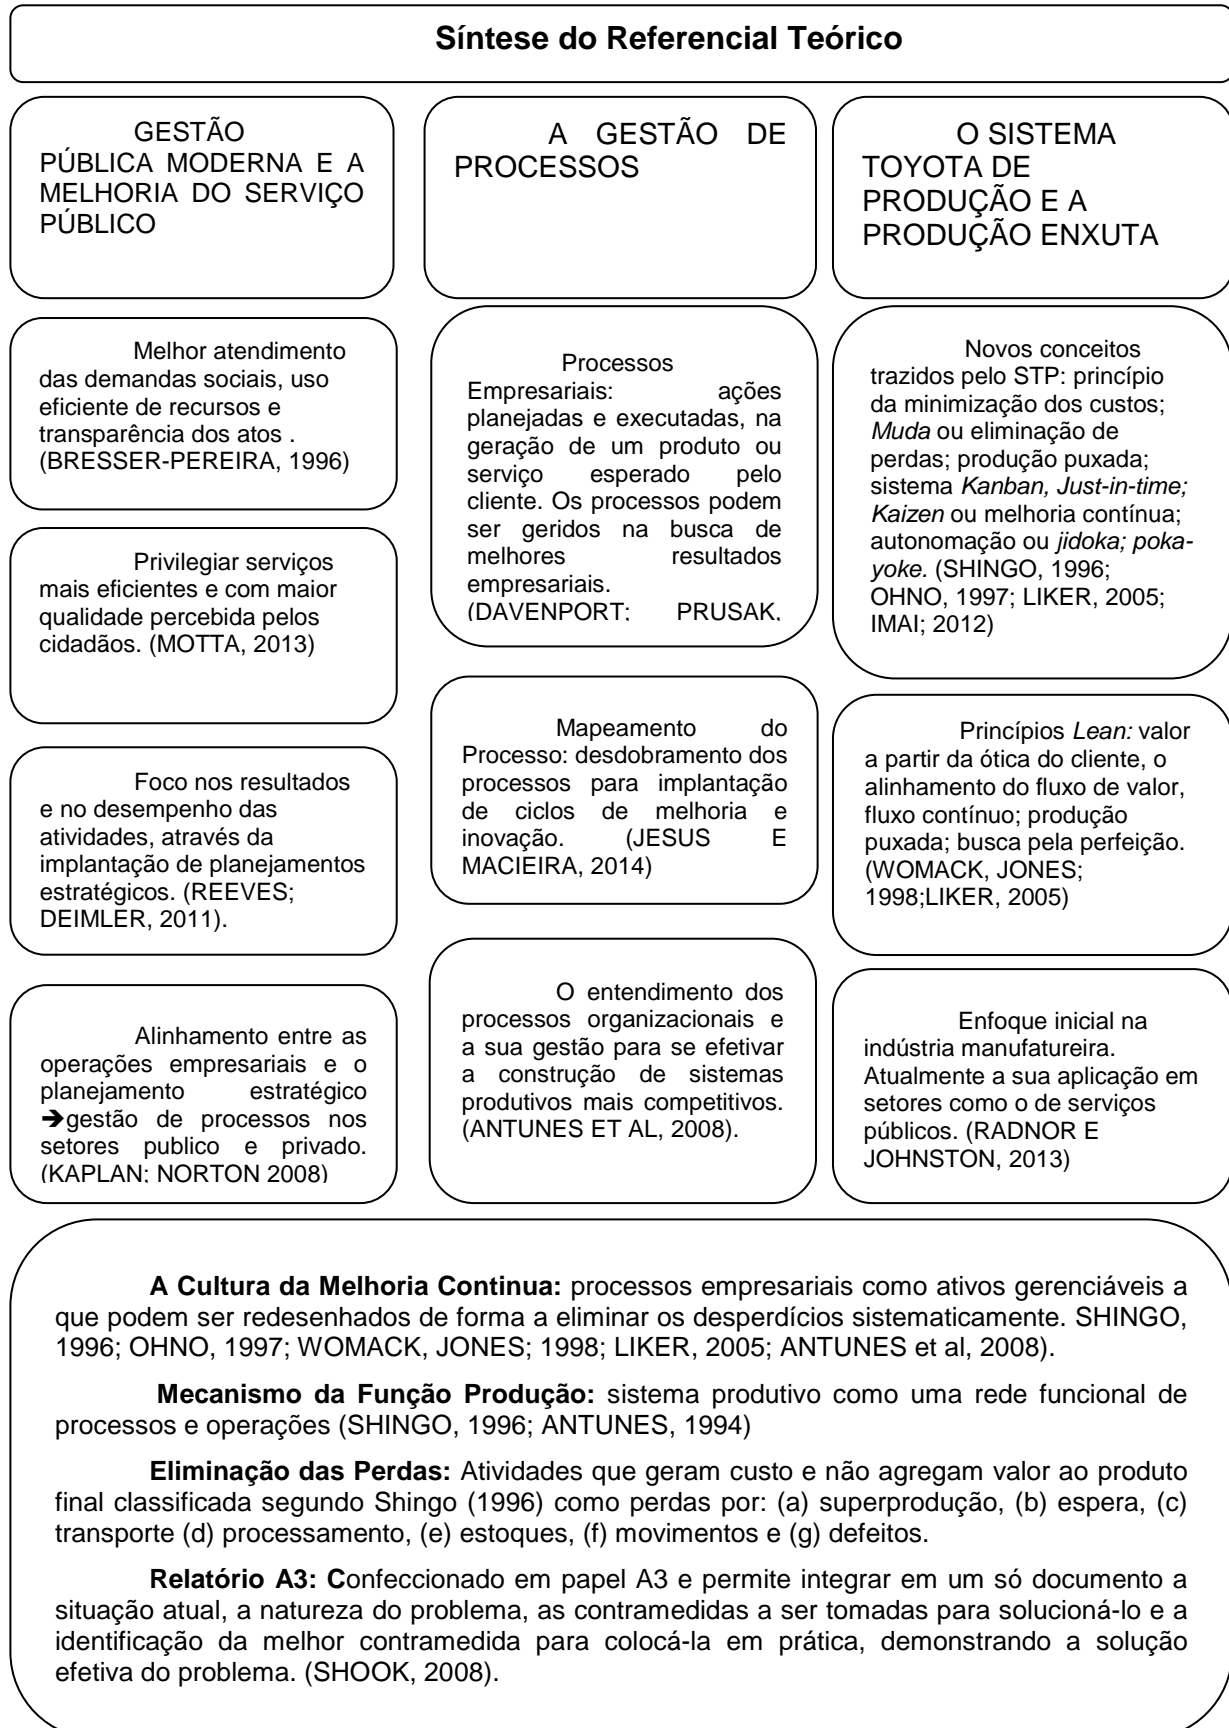 Síntese do Referencial Teórico
GESTÃO
PÚBLICA MODERNA E A
MELHORIA DO SERVIÇO
PÚBLICO
Melhor atendimento
das demandas sociais, uso
eficiente de recursos e
transparência dos atos .
(BRESSER-PEREIRA, 1996)
Privilegiar serviços
mais eficientes e com maior
qualidade percebida pelos
cidadãos. (MOTTA, 2013)
Foco nos resultados
e no desempenho das
atividades, através da
implantação de planejamentos
estratégicos. (REEVES;
DEIMLER, 2011).
Alinhamento entre as
operações empresariais e o
planejamento estratégico
➔gestão de processos nos
setores publico e privado.
(KAPLAN; NORTON 2008)
A GESTÃO DE
PROCESSOS
Processos
Empresariais: ações
planejadas e executadas, na
geração de um produto ou
serviço esperado pelo
cliente. Os processos podem
ser geridos na busca de
melhores resultados
empresariais.
(DAVENPORT; PRUSAK,
Mapeamento do
Processo: desdobramento dos
processos para implantação
de ciclos de melhoria e
inovação. (JESUS E
MACIEIRA, 2014)
O entendimento dos
processos organizacionais e
a sua gestão para se efetivar
a construção de sistemas
produtivos mais competitivos.
(ANTUNES ET AL, 2008).
O SISTEMA
TOYOTA DE
PRODUÇÃO E A
PRODUÇÃO ENXUTA
Novos conceitos
trazidos pelo STP: princípio
da minimização dos custos;
Muda ou eliminação de
perdas; produção puxada;
sistema Kanban, Just-in-time;
Kaizen ou melhoria contínua;
autonomação ou jidoka; poka-
yoke. (SHINGO, 1996;
OHNO, 1997; LIKER, 2005;
IMAI; 2012)
Princípios Lean: valor
a partir da ótica do cliente, o
alinhamento do fluxo de valor,
fluxo contínuo; produção
puxada; busca pela perfeição.
(WOMACK, JONES;
1998;LIKER, 2005)
Enfoque inicial na
indústria manufatureira.
Atualmente a sua aplicação em
setores como o de serviços
públicos. (RADNOR E
JOHNSTON, 2013)
A Cultura da Melhoria Continua: processos empresariais como ativos gerenciáveis a
que podem ser redesenhados de forma a eliminar os desperdícios sistematicamente. SHINGO,
1996; OHNO, 1997; WOMACK, JONES; 1998; LIKER, 2005; ANTUNES et al, 2008).
Mecanismo da Função Produção: sistema produtivo como uma rede funcional de
processos e operações (SHINGO, 1996; ANTUNES, 1994)
Eliminação das Perdas: Atividades que geram custo e não agregam valor ao produto
final classificada segundo Shingo (1996) como perdas por: (a) superprodução, (b) espera, (c)
transporte (d) processamento, (e) estoques, (f) movimentos e (g) defeitos.
Relatório A3: Confeccionado em papel A3 e permite integrar em um só documento a
situação atual, a natureza do problema, as contramedidas a ser tomadas para solucioná-lo e a
identificação da melhor contramedida para colocá-la em prática, demonstrando a solução
efetiva do problema. (SHOOK, 2008).